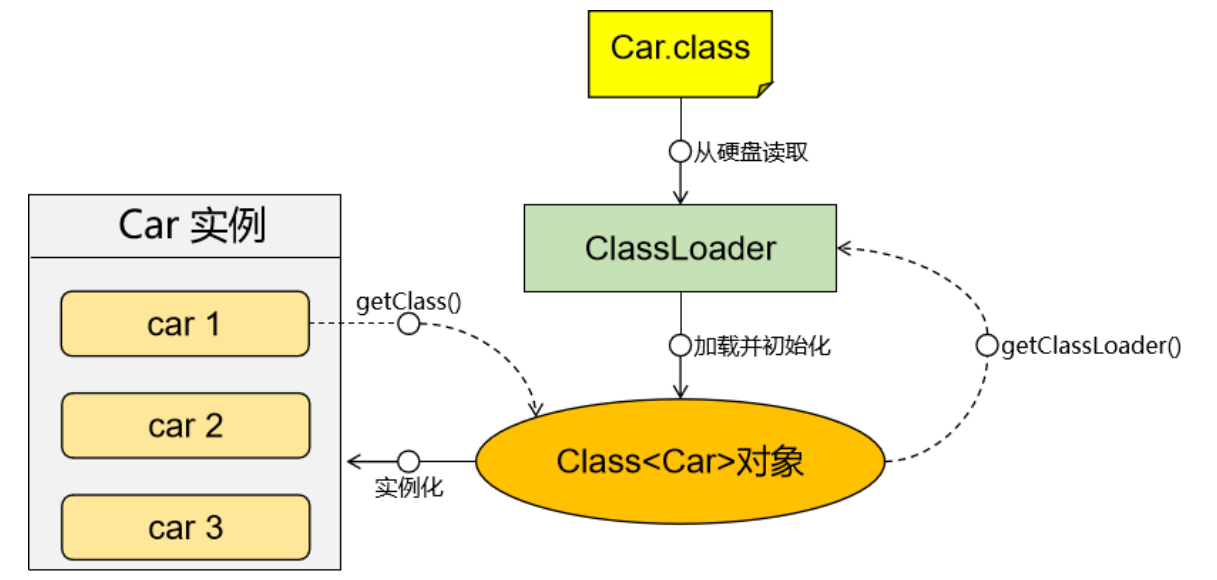 Car.class
从硬盘读取
Car 实例
ClassLoader
getClass()
car 1
加载并初始化
getClassLoader()
car 2
Class<Car>对象
实例化
car 3